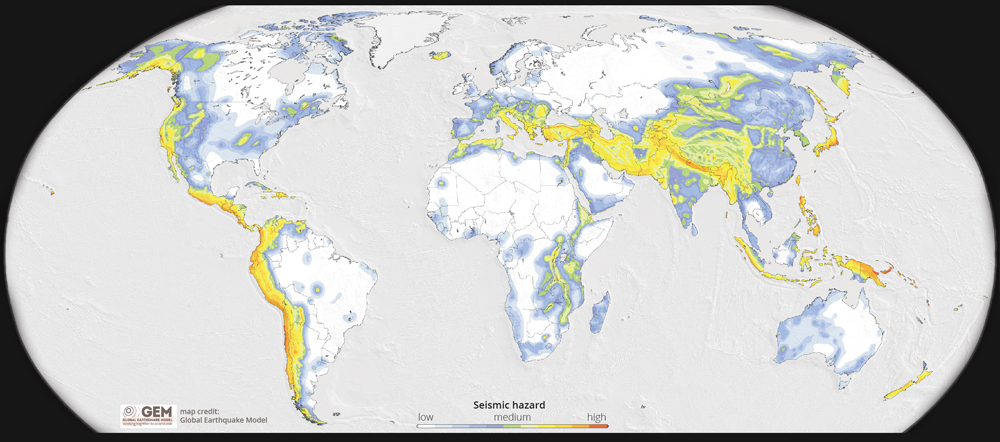 Seismic hazard
low medium high
GEM
GLOBAL EARTHQUAKE MODEL
working together to assess risk
map credit:
Global Earthquake Model